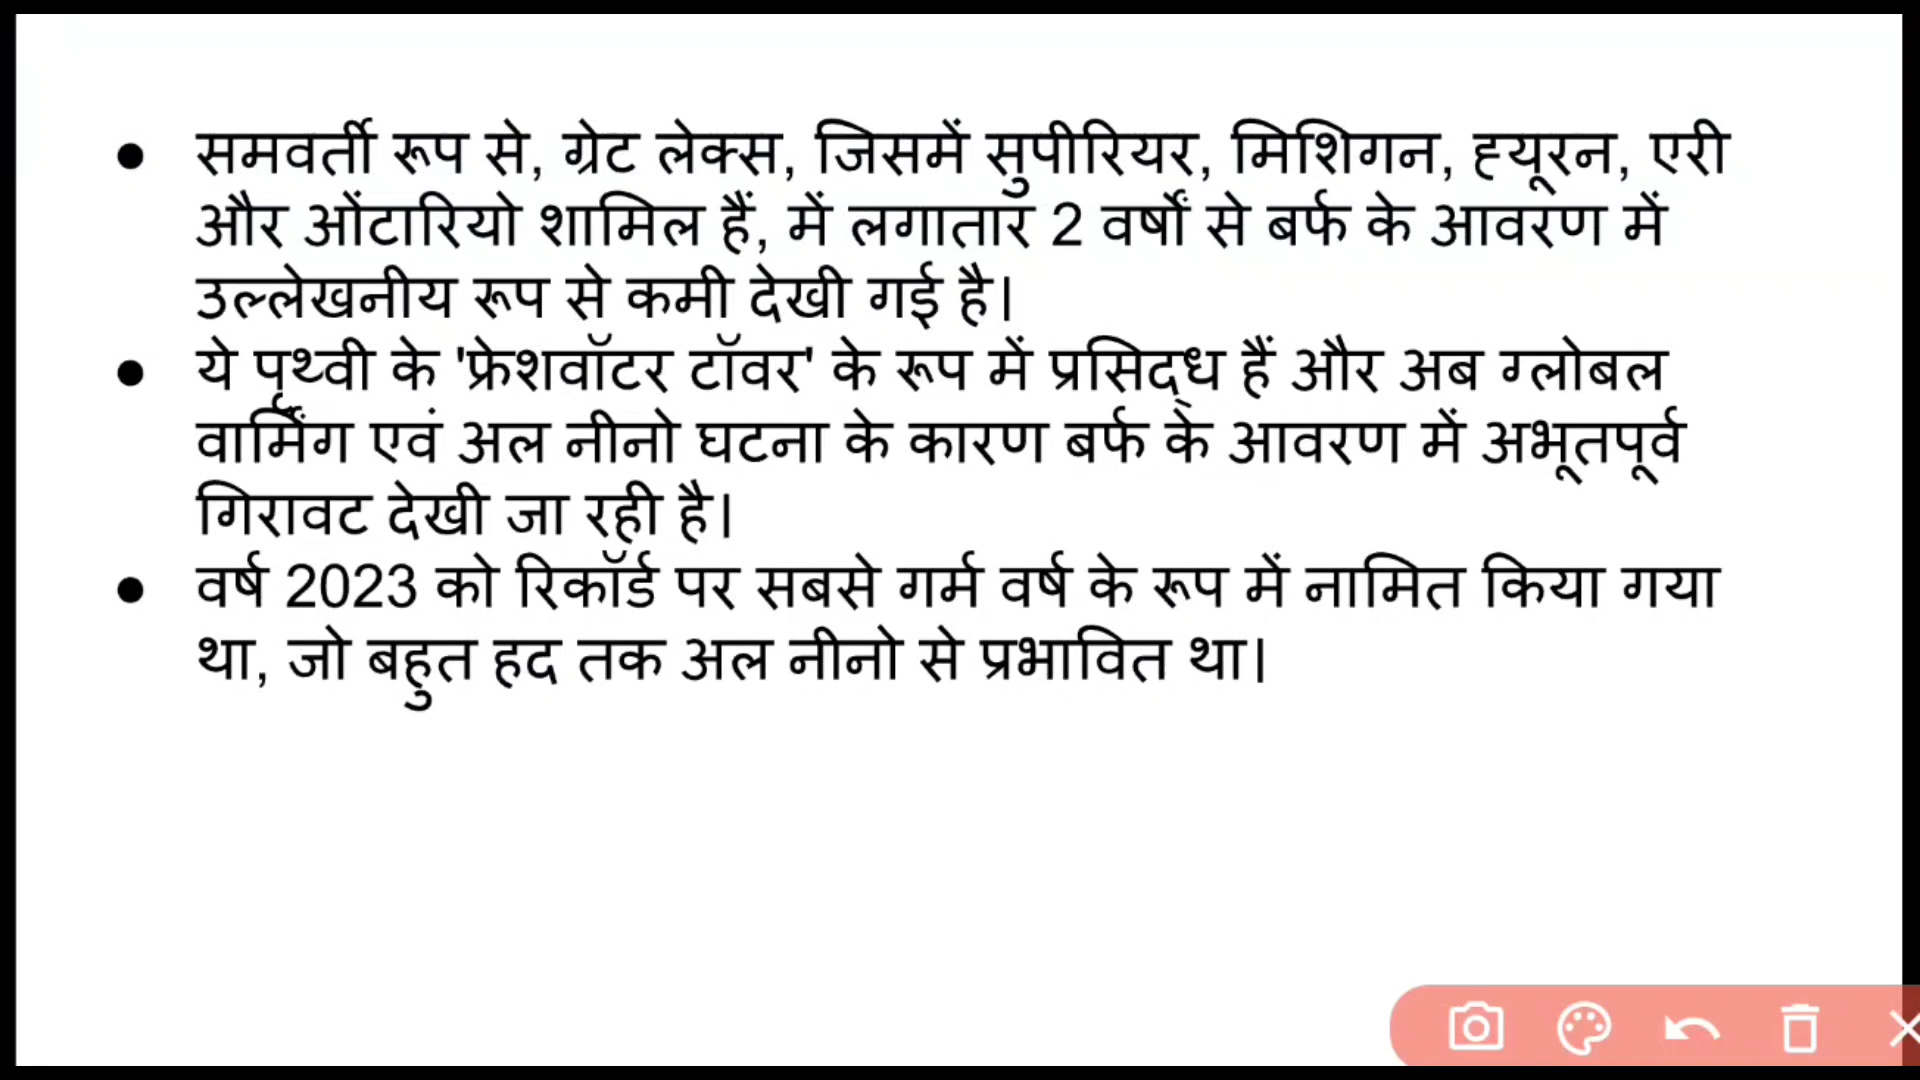 ● समवर्ती रूप से, ग्रेट लेक्स, जिसमें सुपीरियर, मिशिगन, ह्यूरन, एरी
और ओंटारियो शामिल हैं, में लगातार 2 वर्षों से बर्फ के आवरण में
उल्लेखनीय रूप से कमी देखी गई है।
● ये पृथ्वी के 'फ्रेशवॉटर टॉवर' के रूप में प्रसिद्ध हैं और अब ग्लोबल
वार्मिंग एवं अल नीनो घटना के कारण बर्फ के आवरण में अभूतपूर्व
गिरावट देखी जा रही है।
● वर्ष 2023 को रिकॉर्ड पर सबसे गर्म वर्ष के रूप में नामित किया गया
था, जो बहुत हद तक अल नीनो से प्रभावित था।